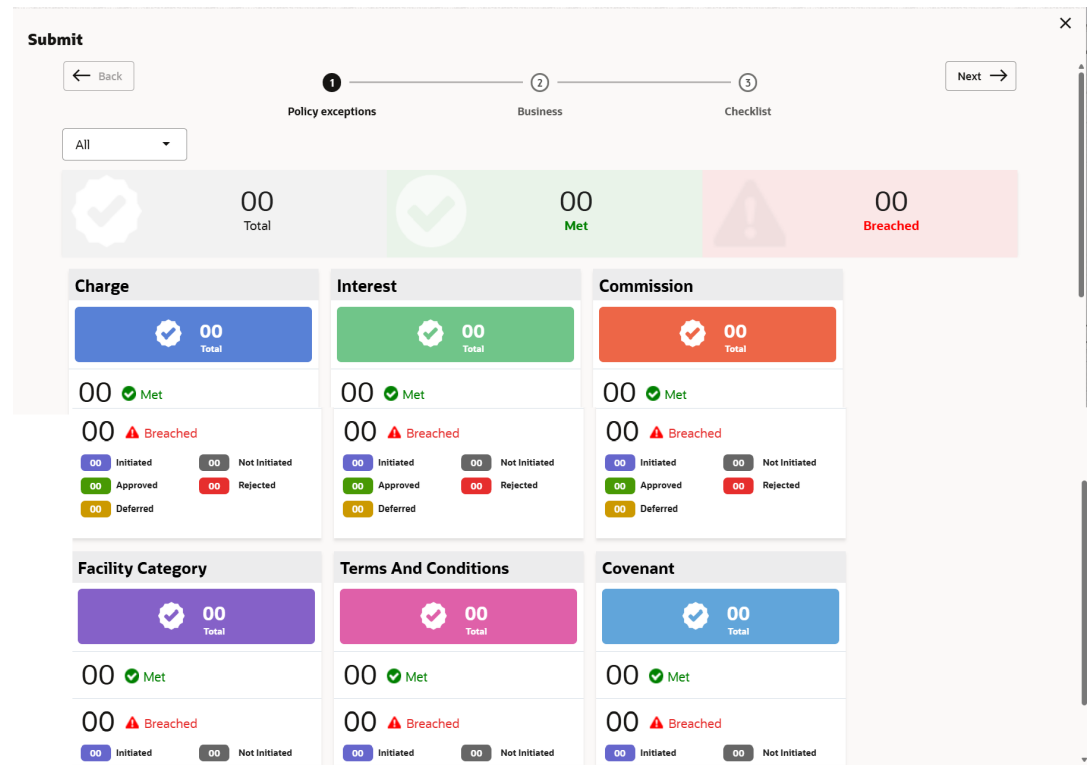 Submit
Back
Next
1
2
3
Policy exceptions
Business
Checklist
All
00
Total
00
Met
00
Breached
Charge
Interest
Commission
00
Total
00
Total
00
Total
00 Met
00 Met
00 Met
00 Breached
00 Breached
00 Breached
00 Initiated 00 Not Initiated
00 Initiated 00 Not Initiated
00 Initiated 00 Not Initiated
00 Approved 00 Rejected
00 Approved 00 Rejected
00 Approved 00 Rejected
00 Deferred
00 Deferred
00 Deferred
Facility Category
Terms And Conditions
Covenant
00
Total
00
Total
00
Total
00 Met
00 Met
00 Met
00 Breached
00 Breached
00 Breached
00 Initiated 00 Not Initiated
00 Initiated 00 Not Initiated
00 Initiated 00 Not Initiated